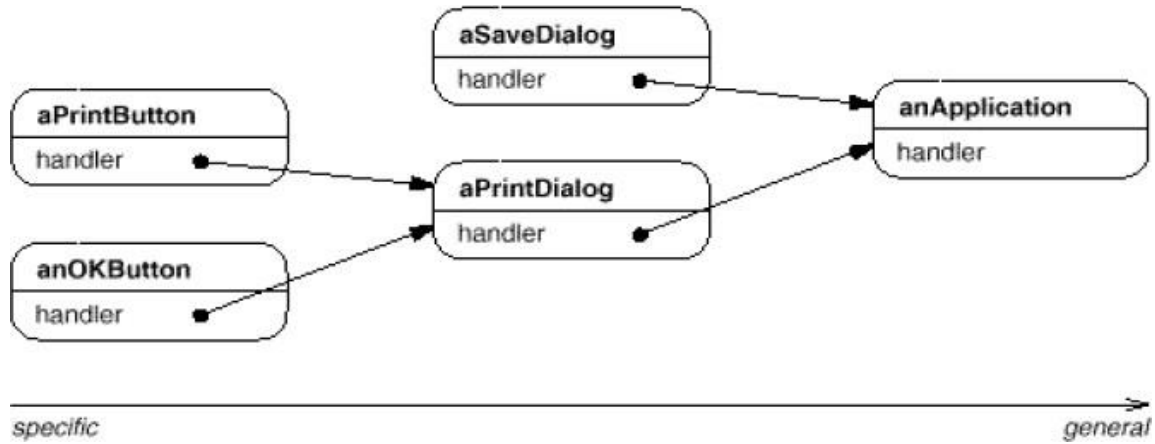 aSaveDialog
handler
aPrintButton
handler
anApplication
handler
aPrintDialog
handler
anOKButton
handler
specific
general